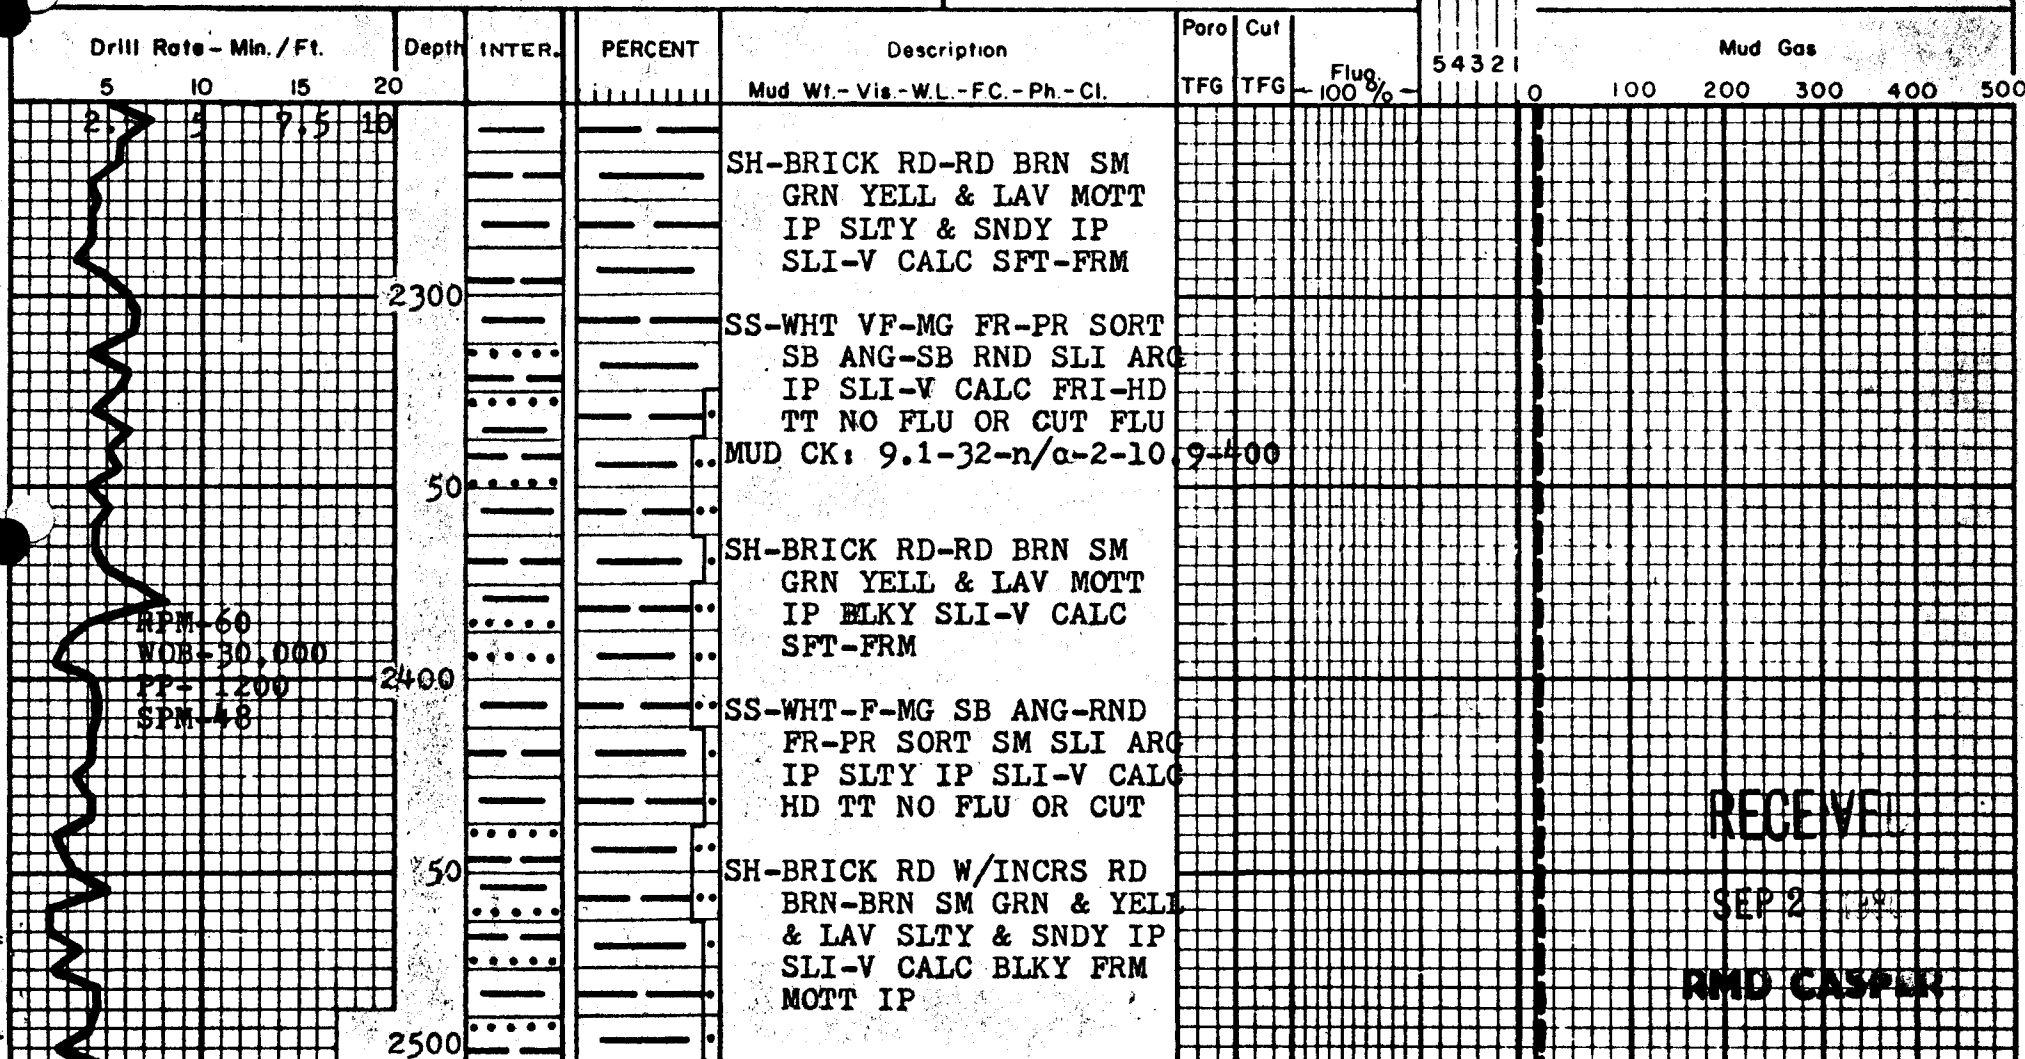 Drill Rate - Min./Ft.
Depth
INTER.
PERCENT
Description
Poro
Cut
Mud Gas
5 10 15 20
Mud Wt.- Vis.- W.L.- F.C.- Ph.- Cl.
TFG
TFG
100 %
5 4 3 2 1
0 100 200 300 400 500
2. 5 7.5 10
SH-BRICK RD-RD BRN SM
GRN YELL & LAV MOTT
IP SLTY & SNDY IP
SLI-V CALC SFT-FRM
2300
SS-WHT VF-MG FR-PR SORT
SB ANG-SB RND SLI ARG
IP SLI-V CALC FRI-HD
TT NO FLU OR CUT FLU
MUD CK: 9.1-32-n/a-2-10.9-400
50
SH-BRICK RD-RD BRN SM
GRN YELL & LAV MOTT
IP BLKY SLI-V CALC
SFT-FRM
RPM-60
WOB-30,000
PP-1200
SPM-48
2400
SS-WHT-F-MG SB ANG-RND
FR-PR SORT SM SLI ARG
IP SLTY IP SLI-V CALC
HD TT NO FLU OR CUT
50
SH-BRICK RD W/INCRS RD
BRN-BRN SM GRN & YELL
& LAV SLTY & SNDY IP
SLI-V CALC BLKY FRM
MOTT IP
2500
RECEIVED
SEP 2
RMD CASPER